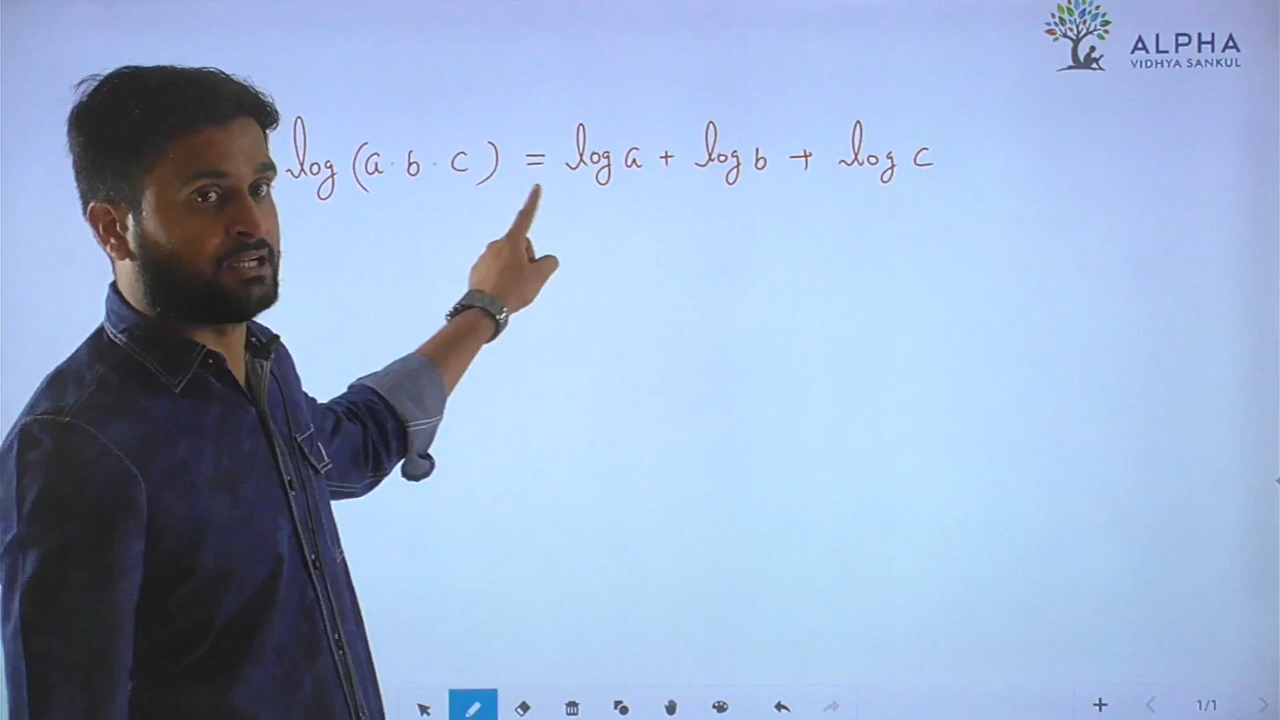 ALPHA
VIDHYA SANKUL
log (a · b · c) = log a + log b + log c
1/1